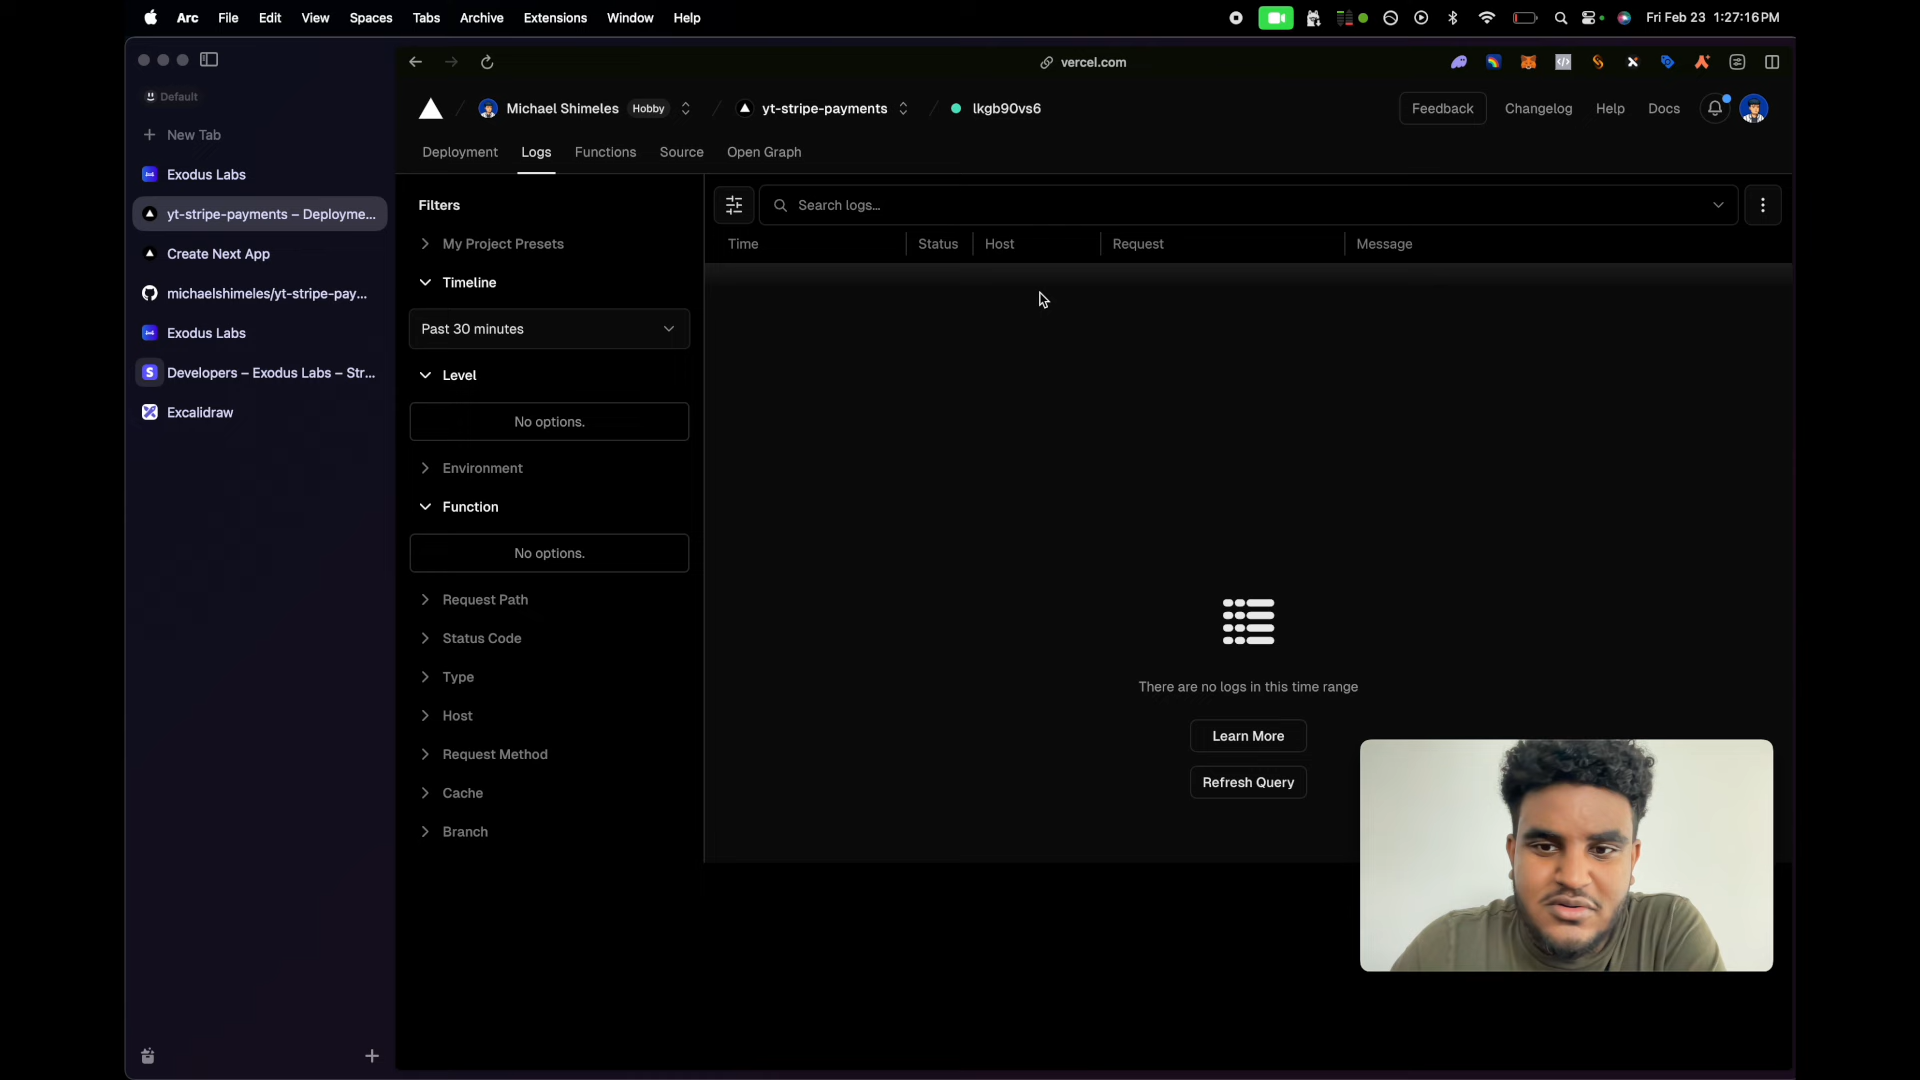 Arc File Edit View Spaces Tabs Archive Extensions Window Help
Fri Feb 23 1:27:16 PM
vercel.com
Default
New Tab
Exodus Labs
yt-stripe-payments – Deployme...
Create Next App
michaelshimeles/yt-stripe-pay...
Exodus Labs
S Developers – Exodus Labs – Str...
Excalidraw
Michael Shimeles Hobby / yt-stripe-payments / lkgb90vs6
Feedback Changelog Help Docs
Deployment Logs Functions Source Open Graph
Filters
My Project Presets
Timeline
Past 30 minutes
Level
No options.
Environment
Function
No options.
Request Path
Status Code
Type
Host
Request Method
Cache
Branch
Search logs...
Time Status Host Request Message
There are no logs in this time range
Learn More
Refresh Query